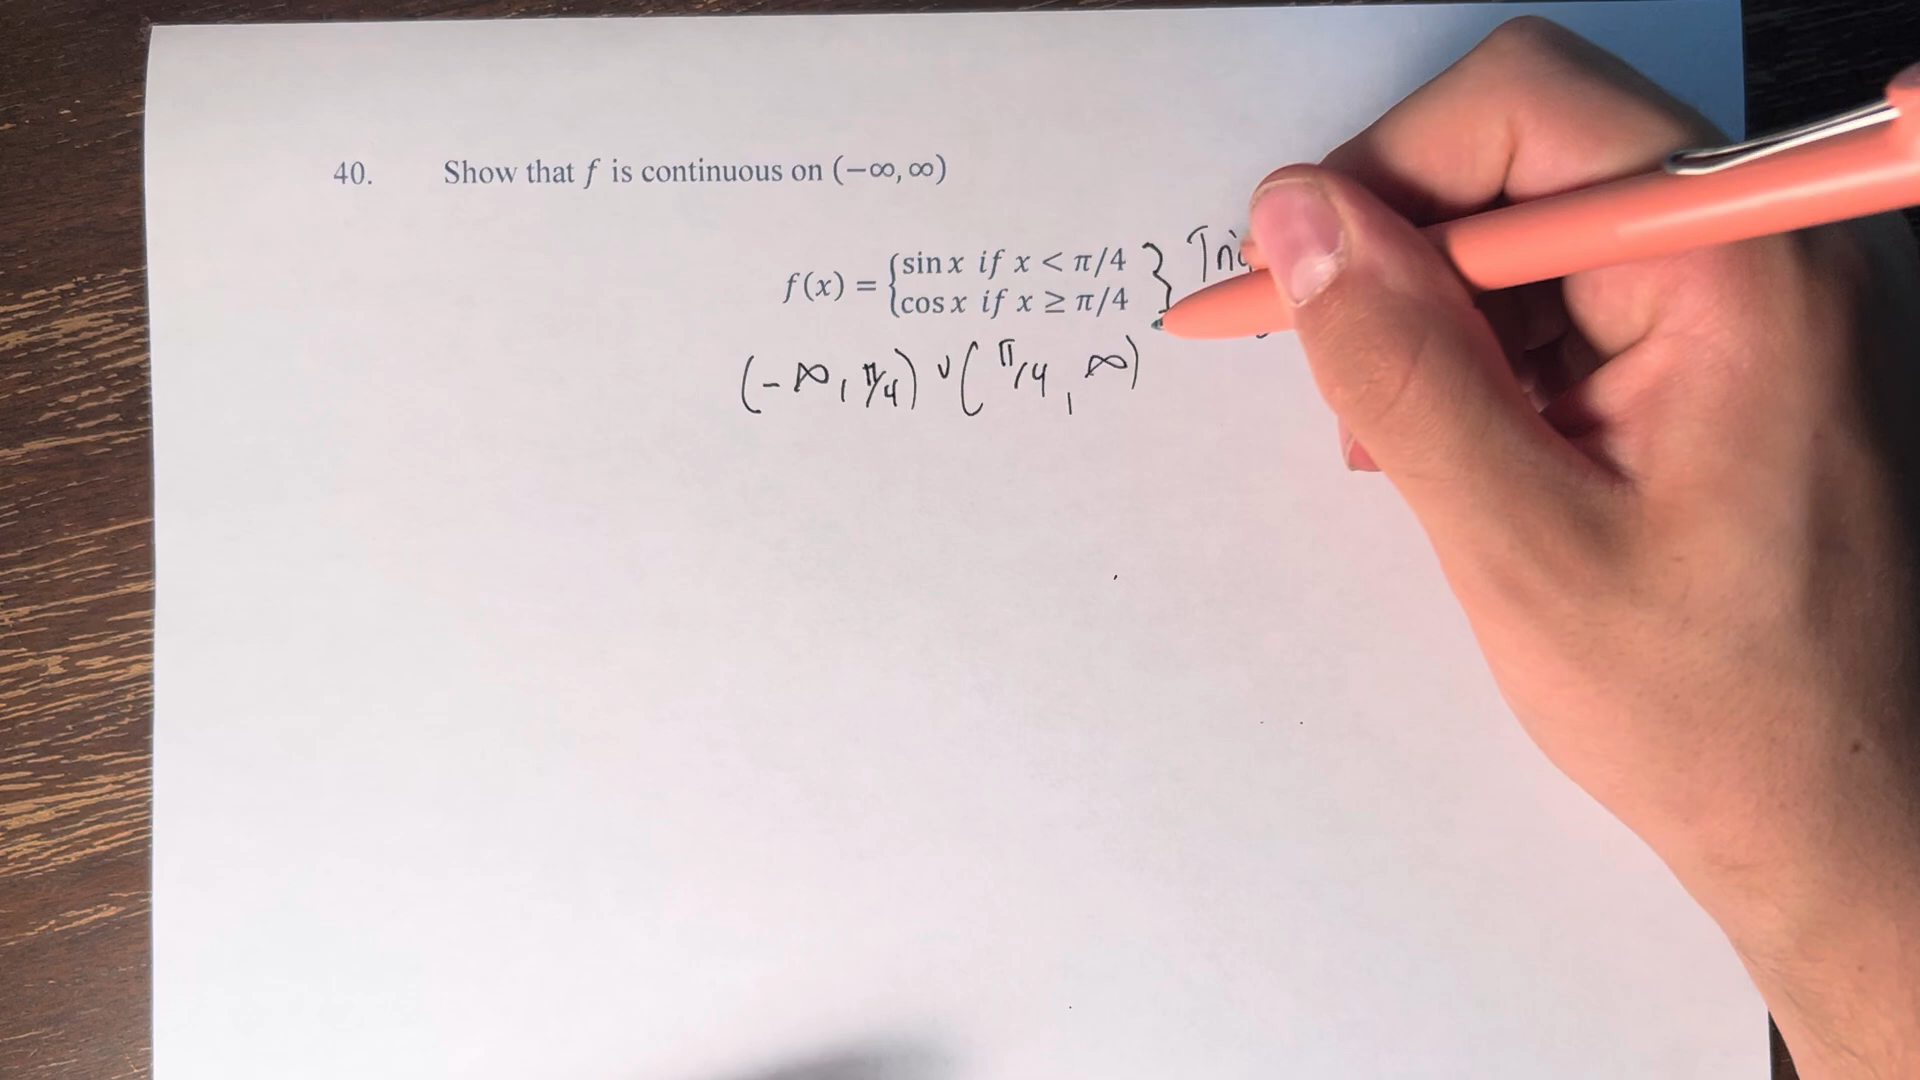 40. Show that f is continuous on (−∞, ∞)
f(x) = { sin x if x < π/4
cos x if x ≥ π/4 }
(-∞, π/4) ∪ (π/4, ∞)